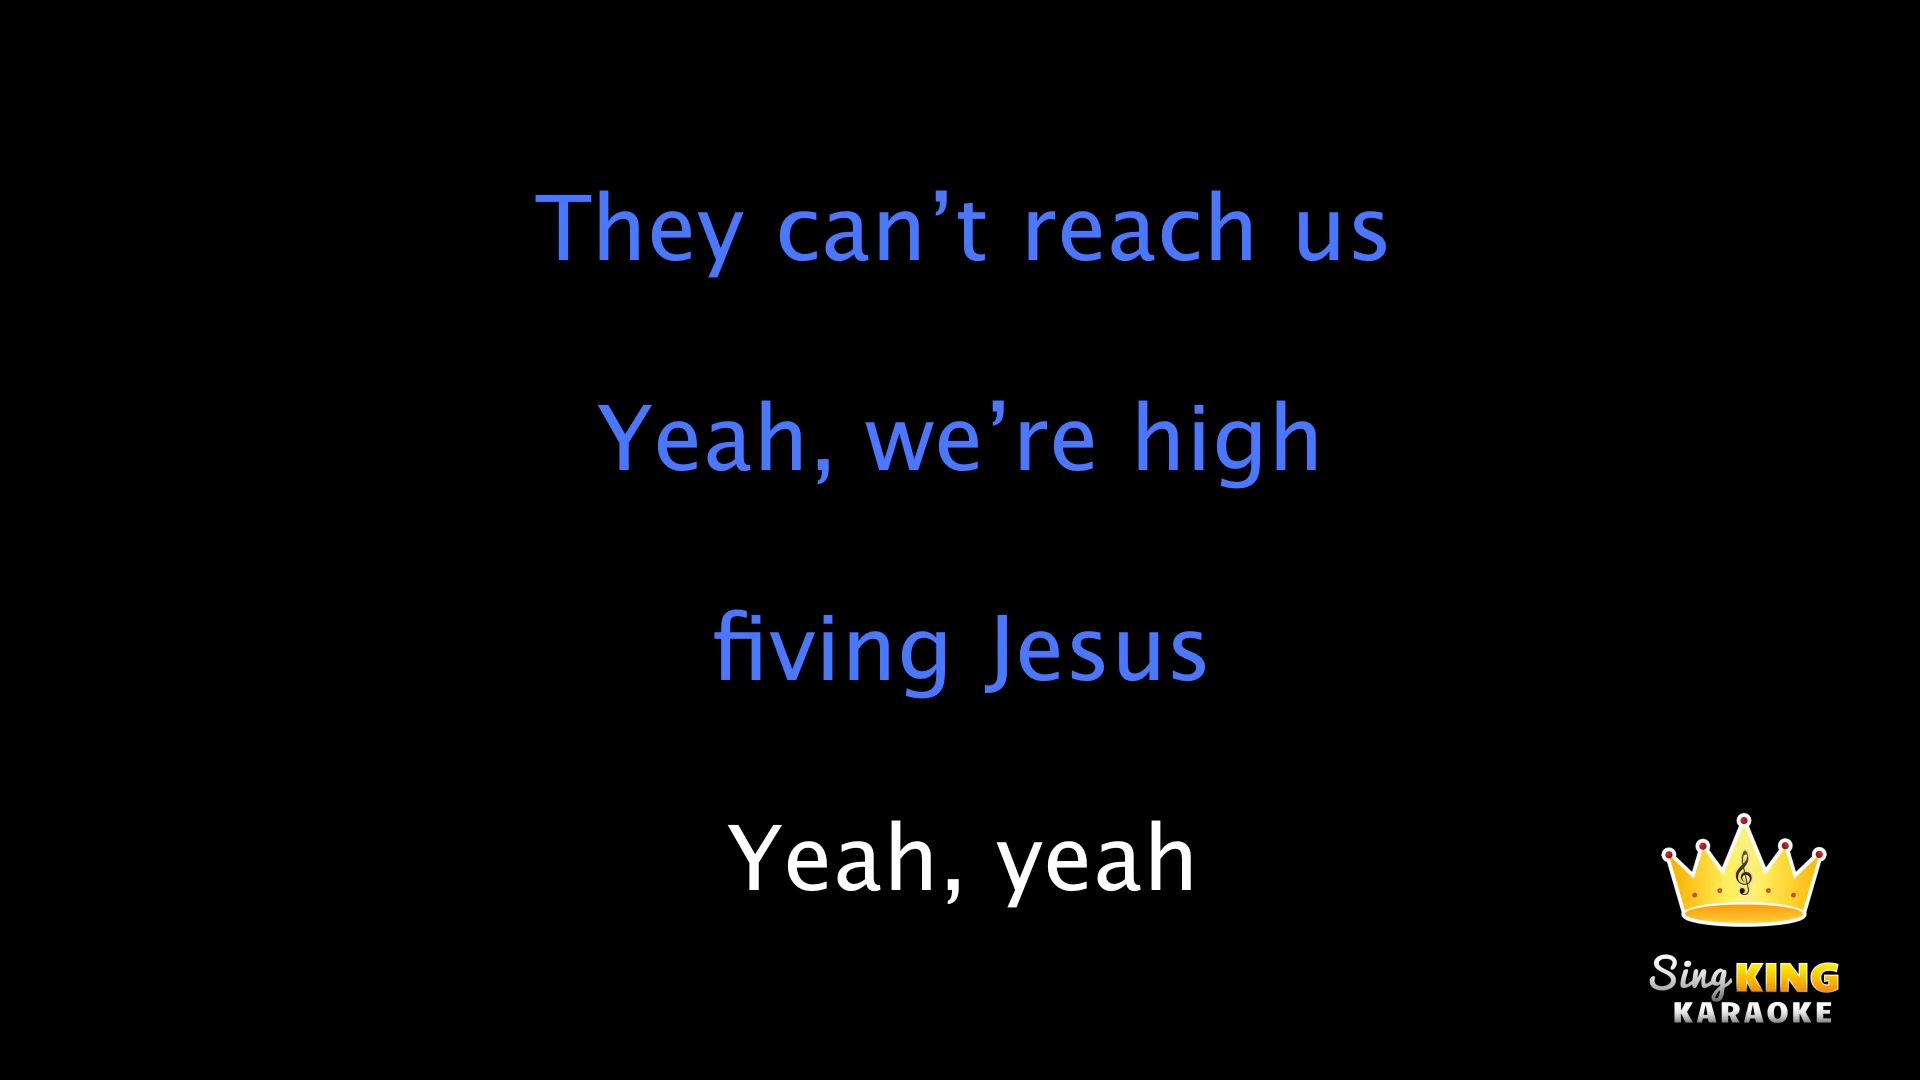 They can’t reach us
Yeah, we’re high
fiving Jesus
Yeah, yeah
Sing KING
KARAOKE